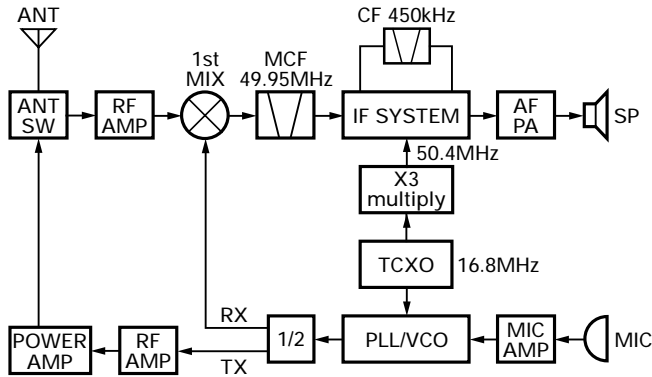 ANT
CF 450kHz
1st
MIX
MCF
49.95MHz
ANT
SW
RF
AMP
IF SYSTEM
AF
PA
SP
50.4MHz
X3
multiply
TCXO
16.8MHz
RX
POWER
AMP
RF
AMP
TX
1/2
PLL/VCO
MIC
AMP
MIC